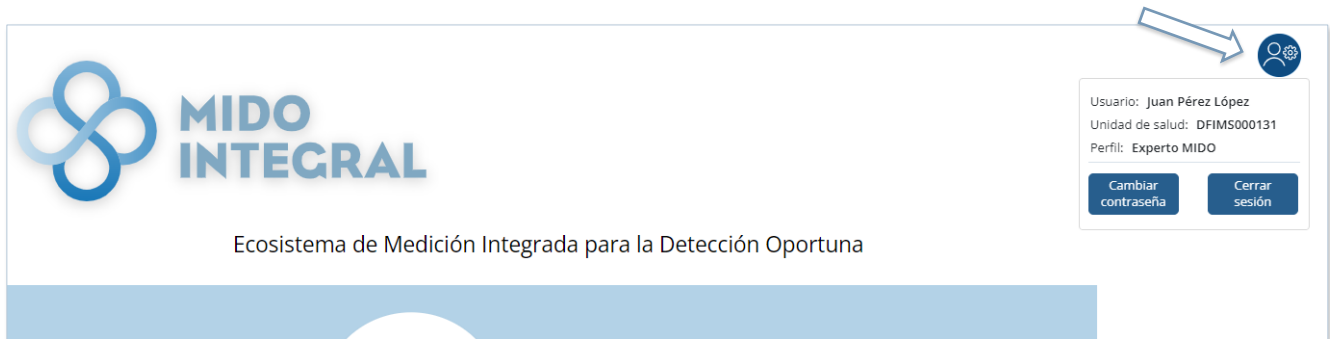 MIDO
INTEGRAL
Ecosistema de Medición Integrada para la Detección Oportuna
Usuario: Juan Pérez López
Unidad de salud: DFIMS000131
Perfil: Experto MIDO
Cambiar
contraseña
Cerrar
sesión